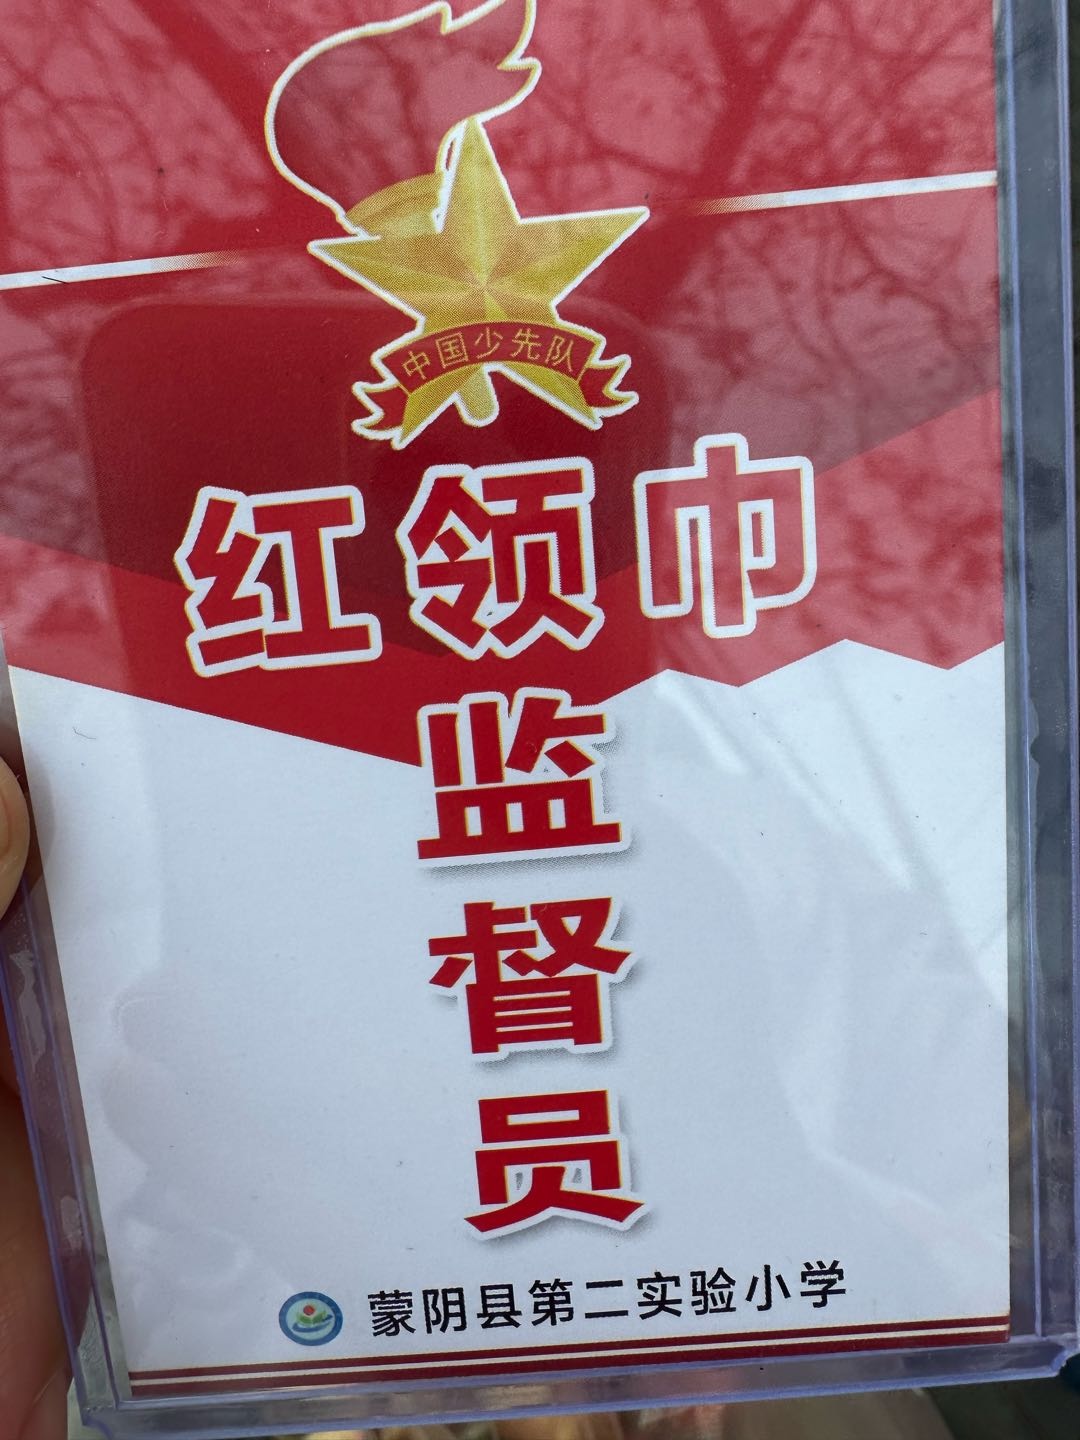 中国少先队
红领巾
监
督
员
蒙阴县第二实验小学